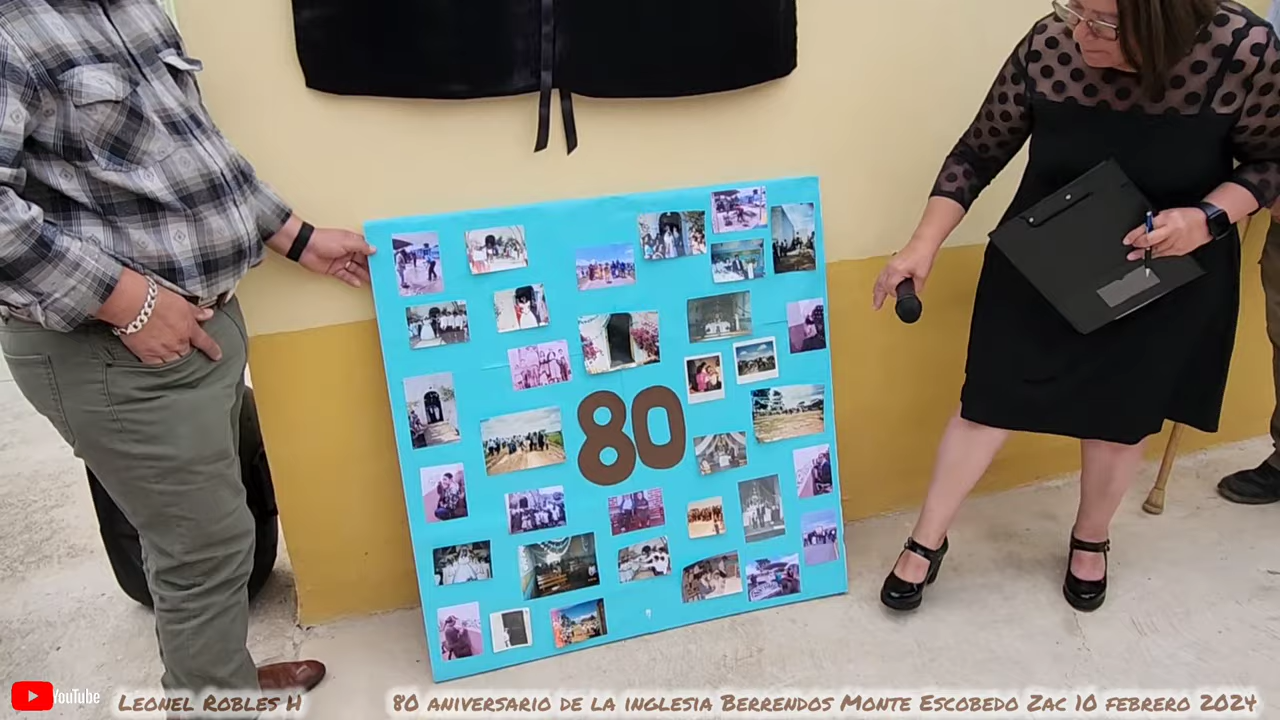 80
YouTube
Leonel Robles H
80 aniversario de la inglesia Berrendos Monte Escobedo Zac 10 febrero 2024